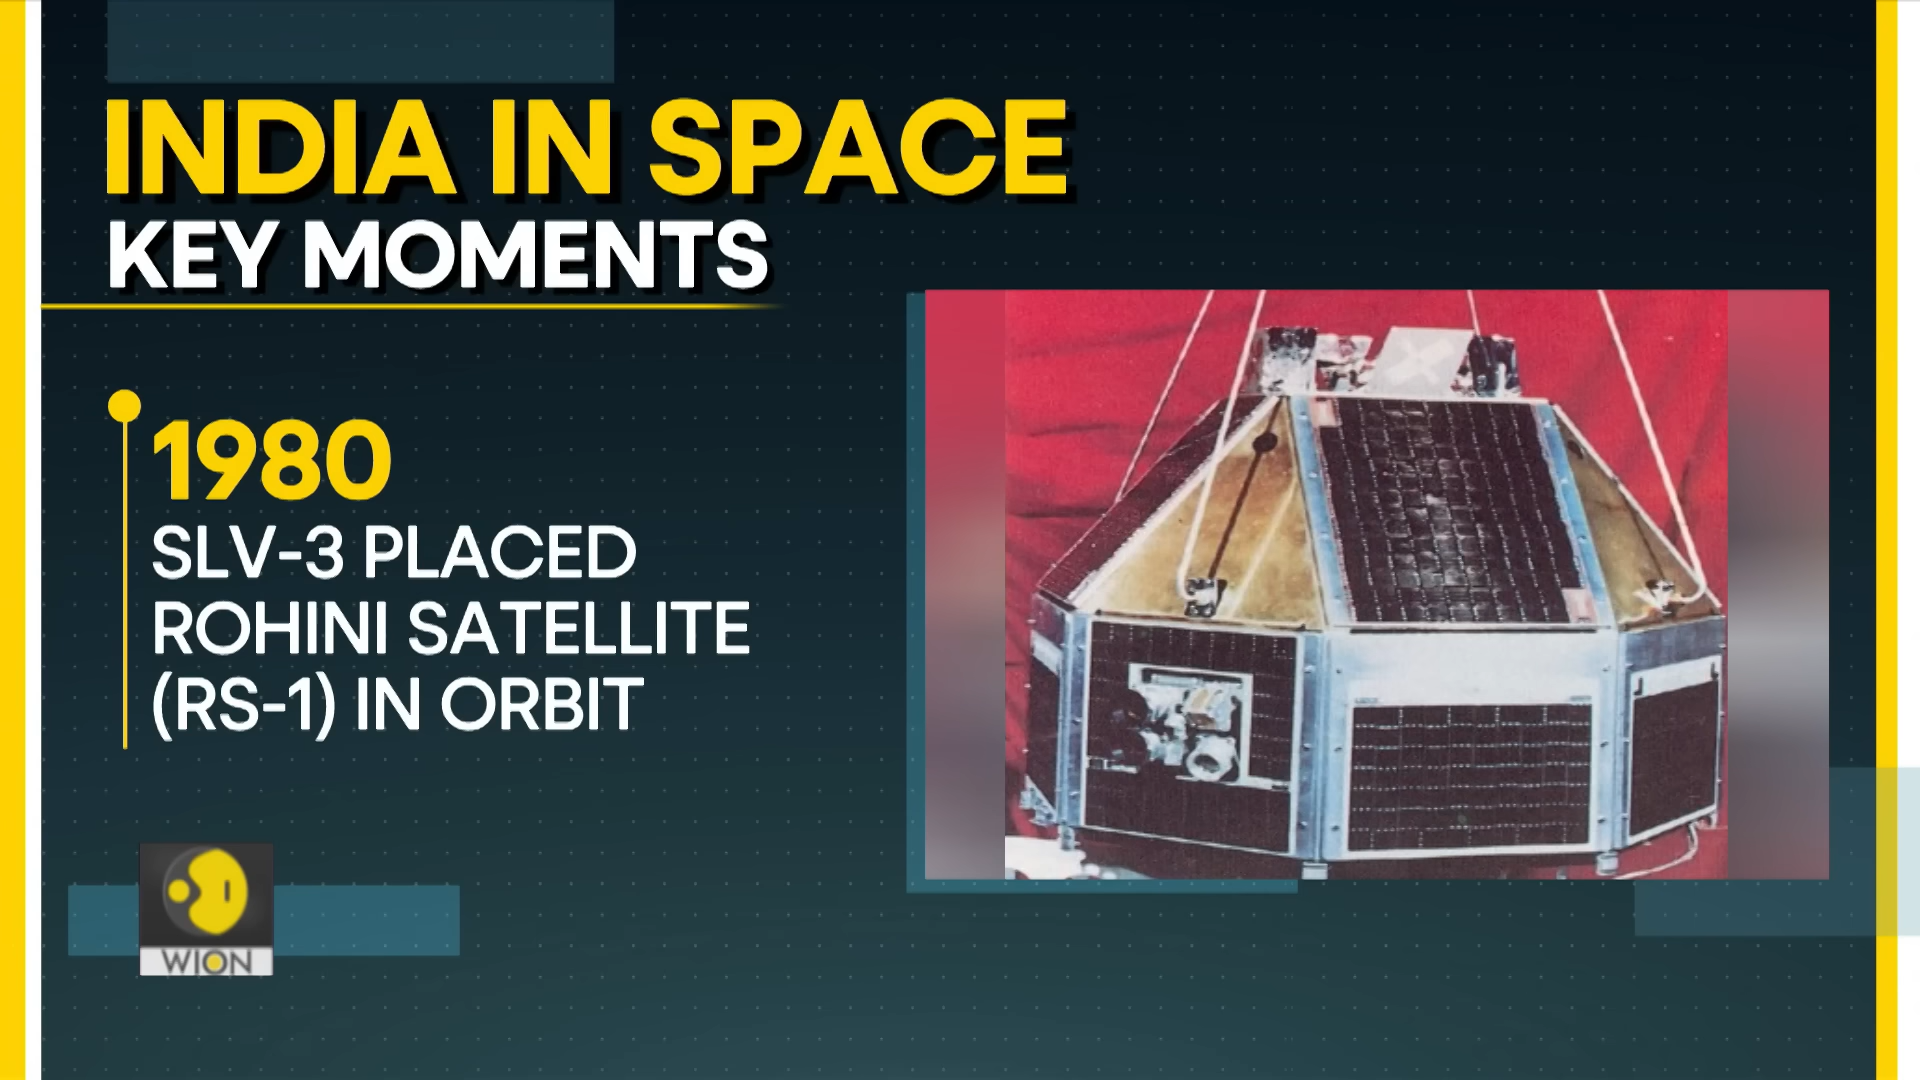 INDIA IN SPACE
KEY MOMENTS
1980
SLV-3 PLACED
ROHINI SATELLITE
(RS-1) IN ORBIT
WION